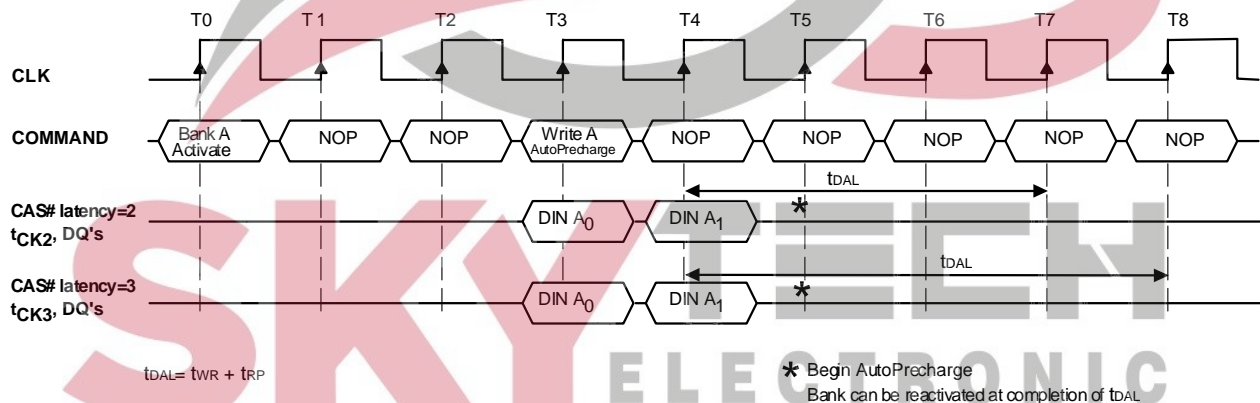 T0 T1 T2 T3 T4 T5 T6 T7 T8
CLK
COMMAND
Bank A
Activate
NOP
NOP
Write A
AutoPrecharge
NOP
NOP
NOP
NOP
NOP
tDAL
CAS# latency=2
tCK2, DQ's
DIN A0
DIN A1
*
tDAL
CAS# latency=3
tCK3, DQ's
DIN A0
DIN A1
*
tDAL= tWR + tRP
* Begin AutoPrecharge
Bank can be reactivated at completion of tDAL
SKYTECH
ELECTRONIC